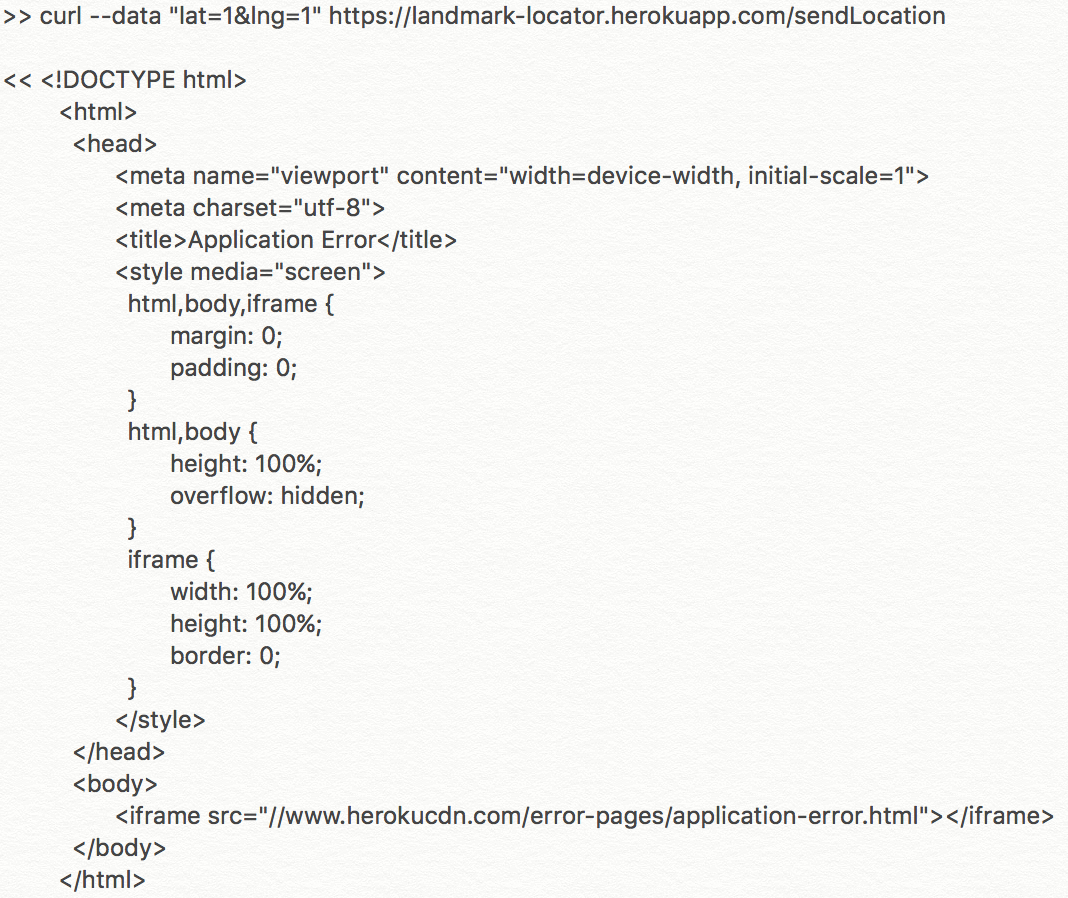 >> curl --data "lat=1&lng=1" https://landmark-locator.herokuapp.com/sendLocation
<< <!DOCTYPE html>
<html>
<head>
<meta name="viewport" content="width=device-width, initial-scale=1">
<meta charset="utf-8">
<title>Application Error</title>
<style media="screen">
html,body,iframe {
margin: 0;
padding: 0;
}
html,body {
height: 100%;
overflow: hidden;
}
iframe {
width: 100%;
height: 100%;
border: 0;
}
</style>
</head>
<body>
<iframe src="//www.herokucdn.com/error-pages/application-error.html"></iframe>
</body>
</html>